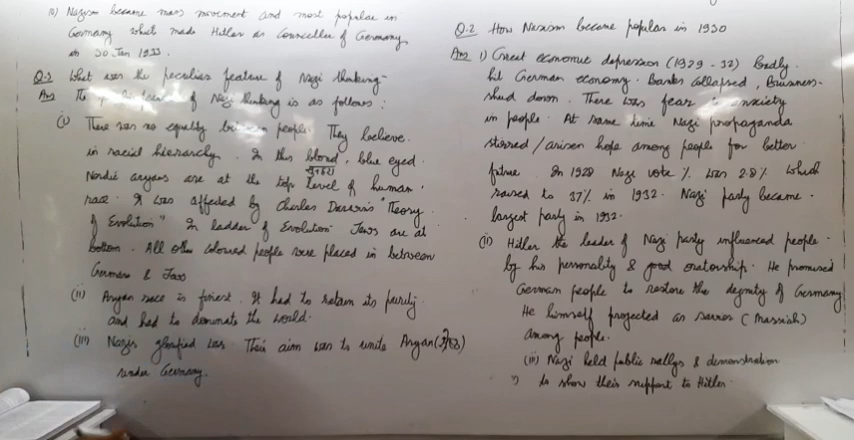 Nazism became mass movement and most popular in
Germany which made Hitler as Councellor of Germany
in 30 Jan 1933.
Q.2 What was the peculiar feature of Nazi thinking
Ans The of Nazi thinking is as follows :
(i) There was no equality between people. They believe
in racial hierarchy. In this blond, blue eyed
Nordic aryans are at the top level of human
race. It was affected by Charles Darwin's "Theory
of Evolution" In ladder of Evolution Jews are at
bottom. All other coloured people were placed in between
Germans & Jews
(ii) Aryan race is finest. It had to retain its purity
and had to dominate the world.
(iii) Nazis glorified war. Their aim was to unite Aryan
under Germany.
Q.2 How Nazism become popular in 1930
Ans 1) Great economic depression (1929-32) badly
hit German economy. Banks collapsed, Business
shud down. There was fear anxiety
in people. At same time Nazi propaganda
stirred / arisen hope among people for better
future. In 1928 Nazi vote % was 2.8% which
raised to 37% in 1932. Nazi party became
largest party in 1932.
(ii) Hitler the leader of Nazi party influenced people
by his personality & good oratorship. He promised
German people to restore the degnity of Germany
He himself projected as (Massiah)
among people.
(iii) Nazi held public rallys & demonstration
to show their support to Hitler